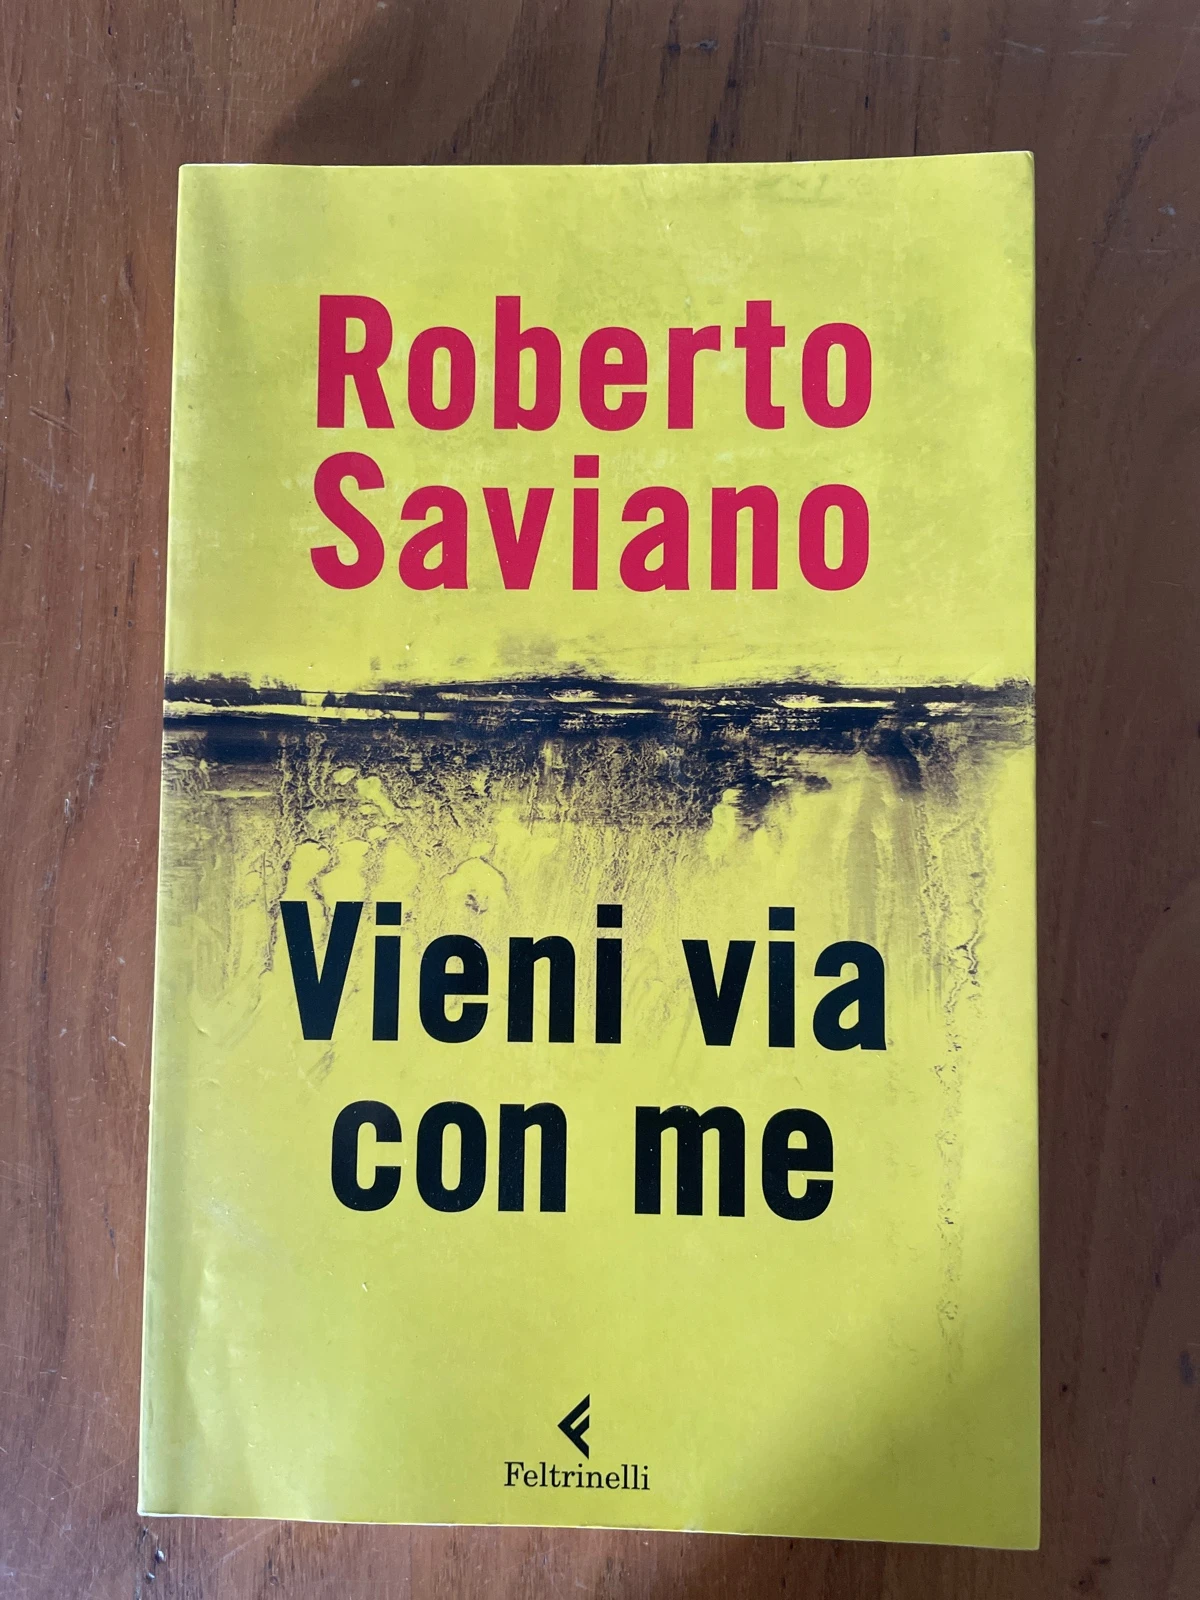 Roberto
Saviano
Vieni via
con me
Feltrinelli